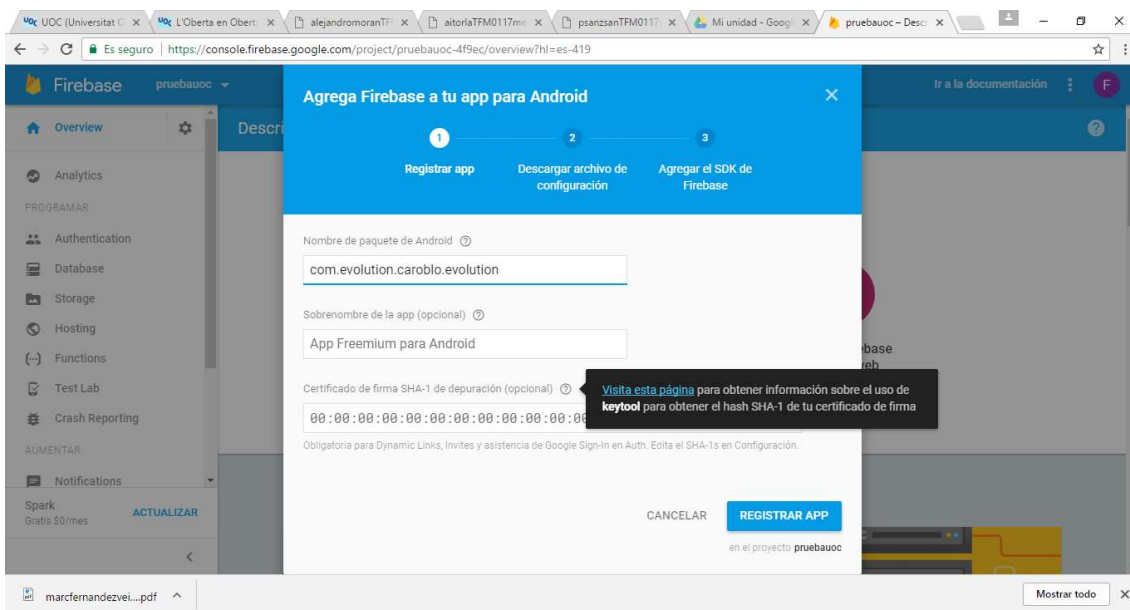 UOC (Universitat O
L'Oberta en Obert
alejandromoranTF
aitorlaTFM0117me
psanzsanTFM0117
Mi unidad - Googl
pruebauoc – Descr
Es seguro | https://console.firebase.google.com/project/pruebauoc-4f9ec/overview?hl=es-419
Firebase
pruebauoc
Ir a la documentación
F
Overview
Descri
Analytics
PROGRAMAR
Authentication
Database
Storage
Hosting
Functions
Test Lab
Crash Reporting
AUMENTAR
Notifications
Spark
Gratis $0/mes
ACTUALIZAR
Agrega Firebase a tu app para Android
1
2
3
Registrar app
Descargar archivo de
configuración
Agregar el SDK de
Firebase
Nombre de paquete de Android
com.evolution.caroblo.evolution
Sobrenombre de la app (opcional)
App Freemium para Android
Certificado de firma SHA-1 de depuración (opcional)
Visita esta página para obtener información sobre el uso de
keytool para obtener el hash SHA-1 de tu certificado de firma
00:00:00:00:00:00:00:00:00:00:00:00
Obligatoria para Dynamic Links, Invites y asistencia de Google Sign-In en Auth. Edita el SHA-1s en Configuración.
CANCELAR
REGISTRAR APP
en el proyecto pruebauoc
marcfernandezvei....pdf
Mostrar todo